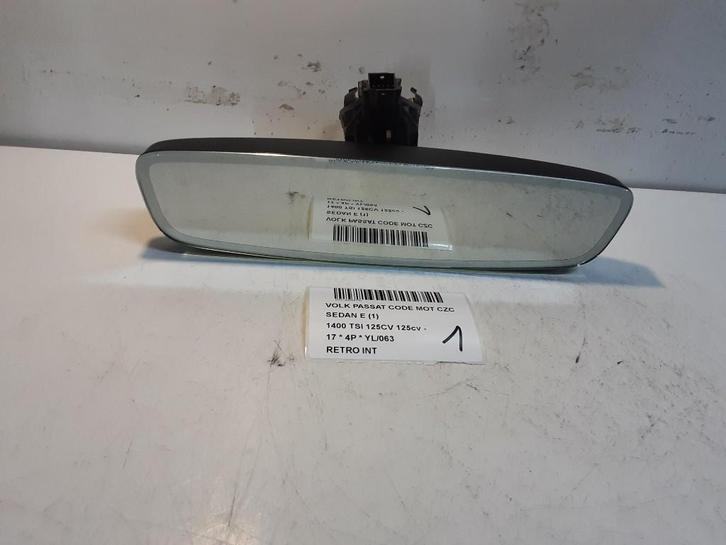 VOLK PASSAT CODE MOT CZC
SEDAN E (1)
1400 TSI 125CV 125cv -
17 * 4P * YL/063
RETRO INT
1